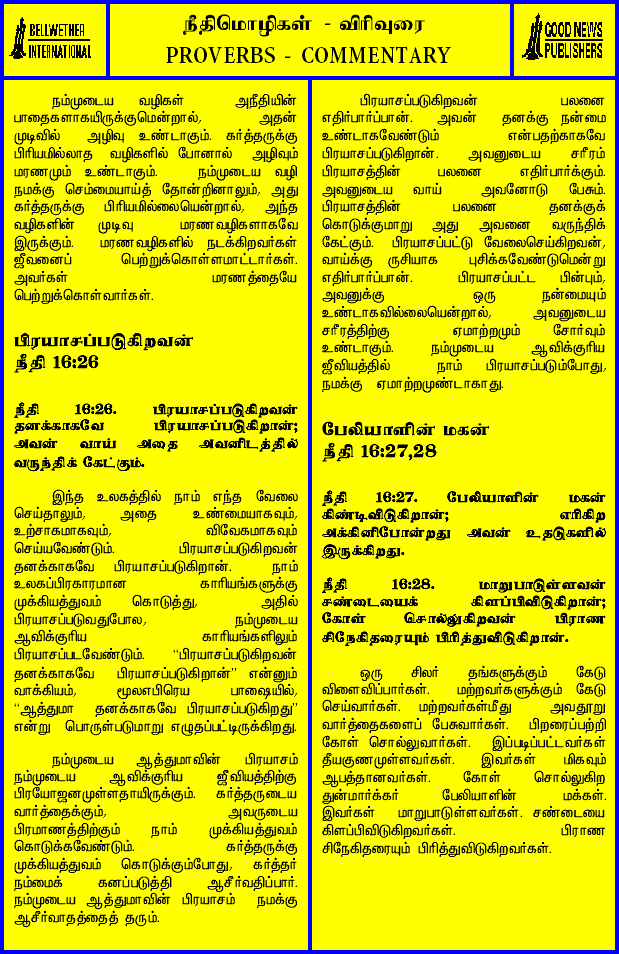 BELLWETHER
INTERNATIONAL
நீதிமொழிகள் - விரிவுரை
PROVERBS - COMMENTARY
GOOD NEWS
PUBLISHERS
நம்முடைய வழிகள் அநீதியின்
பாதைகளாகயிருக்குமென்றால், அதன்
முடிவில் அழிவு உண்டாகும். கர்த்தருக்கு
பிரியமில்லாத வழிகளில் போனால் அழிவும்
மரணமும் உண்டாகும். நம்முடைய வழி
நமக்கு செம்மையாய்த் தோன்றினாலும், அது
கர்த்தருக்கு பிரியமில்லையென்றால், அந்த
வழிகளின் முடிவு மரணவழிகளாகவே
இருக்கும். மரணவழிகளில் நடக்கிறவர்கள்
ஜீவனைப் பெற்றுக்கொள்ளமாட்டார்கள்.
அவர்கள் மரணத்தையே
பெற்றுக்கொள்வார்கள்.
பிரயாசப்படுகிறவன்
நீதி 16:26
நீதி 16:26. பிரயாசப்படுகிறவன்
தனக்காகவே பிரயாசப்படுகிறான்;
அவன் வாய் அதை அவனிடத்தில்
வருந்திக் கேட்கும்.
இந்த உலகத்தில் நாம் எந்த வேலை
செய்தாலும், அதை உண்மையாகவும்,
உற்சாகமாகவும், விவேகமாகவும்
செய்யவேண்டும். பிரயாசப்படுகிறவன்
தனக்காகவே பிரயாசப்படுகிறான். நாம்
உலகப்பிரகாரமான காரியங்களுக்கு
முக்கியத்துவம் கொடுத்து, அதில்
பிரயாசப்படுவதுபோல, நம்முடைய
ஆவிக்குரிய காரியங்களிலும்
பிரயாசப்படவேண்டும். "பிரயாசப்படுகிறவன்
தனக்காகவே பிரயாசப்படுகிறான்" என்னும்
வாக்கியம், மூலஎபிரெய பாஷையில்,
"ஆத்துமா தனக்காகவே பிரயாசப்படுகிறது"
என்று பொருள்படுமாறு எழுதப்பட்டிருக்கிறது.
நம்முடைய ஆத்துமாவின் பிரயாசம்
நம்முடைய ஆவிக்குரிய ஜீவியத்திற்கு
பிரயோஜனமுள்ளதாயிருக்கும். கர்த்தருடைய
வார்த்தைக்கும், அவருடைய
பிரமாணத்திற்கும் நாம் முக்கியத்துவம்
கொடுக்கவேண்டும். கர்த்தருக்கு
முக்கியத்துவம் கொடுக்கும்போது, கர்த்தர்
நம்மைக் கனப்படுத்தி ஆசீர்வதிப்பார்.
நம்முடைய ஆத்துமாவின் பிரயாசம் நமக்கு
ஆசீர்வாதத்தைத் தரும்.
பிரயாசப்படுகிறவன் பலனை
எதிர்பார்ப்பான். அவன் தனக்கு நன்மை
உண்டாகவேண்டும் என்பதற்காகவே
பிரயாசப்படுகிறான். அவனுடைய சரீரம்
பிரயாசத்தின் பலனை எதிர்பார்க்கும்.
அவனுடைய வாய் அவனோடு பேசும்.
பிரயாசத்தின் பலனை தனக்குக்
கொடுக்குமாறு அது அவனை வருந்திக்
கேட்கும். பிரயாசப்பட்டு வேலைசெய்கிறவன்,
வாய்க்கு ருசியாக புசிக்கவேண்டுமென்று
எதிர்பார்ப்பான். பிரயாசப்பட்ட பின்பும்,
அவனுக்கு ஒரு நன்மையும்
உண்டாகவில்லையென்றால், அவனுடைய
சரீரத்திற்கு ஏமாற்றமும் சோர்வும்
உண்டாகும். நம்முடைய ஆவிக்குரிய
ஜீவியத்தில் நாம் பிரயாசப்படும்போது,
நமக்கு ஏமாற்றமுண்டாகாது.
பேலியாளின் மகன்
நீதி 16:27,28
நீதி 16:27. பேலியாளின் மகன்
கிண்டிவிடுகிறான்; எரிகிற
அக்கினிபோன்றது அவன் உதடுகளில்
இருக்கிறது.
நீதி 16:28. மாறுபாடுள்ளவன்
சண்டையைக் கிளப்பிவிடுகிறான்;
கோள் சொல்லுகிறவன் பிராண
சிநேகிதரையும் பிரித்துவிடுகிறான்.
ஒரு சிலர் தங்களுக்கும் கேடு
விளைவிப்பார்கள். மற்றவர்களுக்கும் கேடு
செய்வார்கள். மற்றவர்கள்மீது அவதூறு
வார்த்தைகளைப் பேசுவார்கள். பிறரைப்பற்றி
கோள் சொல்லுவார்கள். இப்படிப்பட்டவர்கள்
தீயகுணமுள்ளவர்கள். இவர்கள் மிகவும்
ஆபத்தானவர்கள். கோள் சொல்லுகிற
துன்மார்க்கர் பேலியாளின் மக்கள்.
இவர்கள் மாறுபாடுள்ளவர்கள். சண்டையை
கிளப்பிவிடுகிறவர்கள். பிராண
சிநேகிதரையும் பிரித்துவிடுகிறவர்கள்.